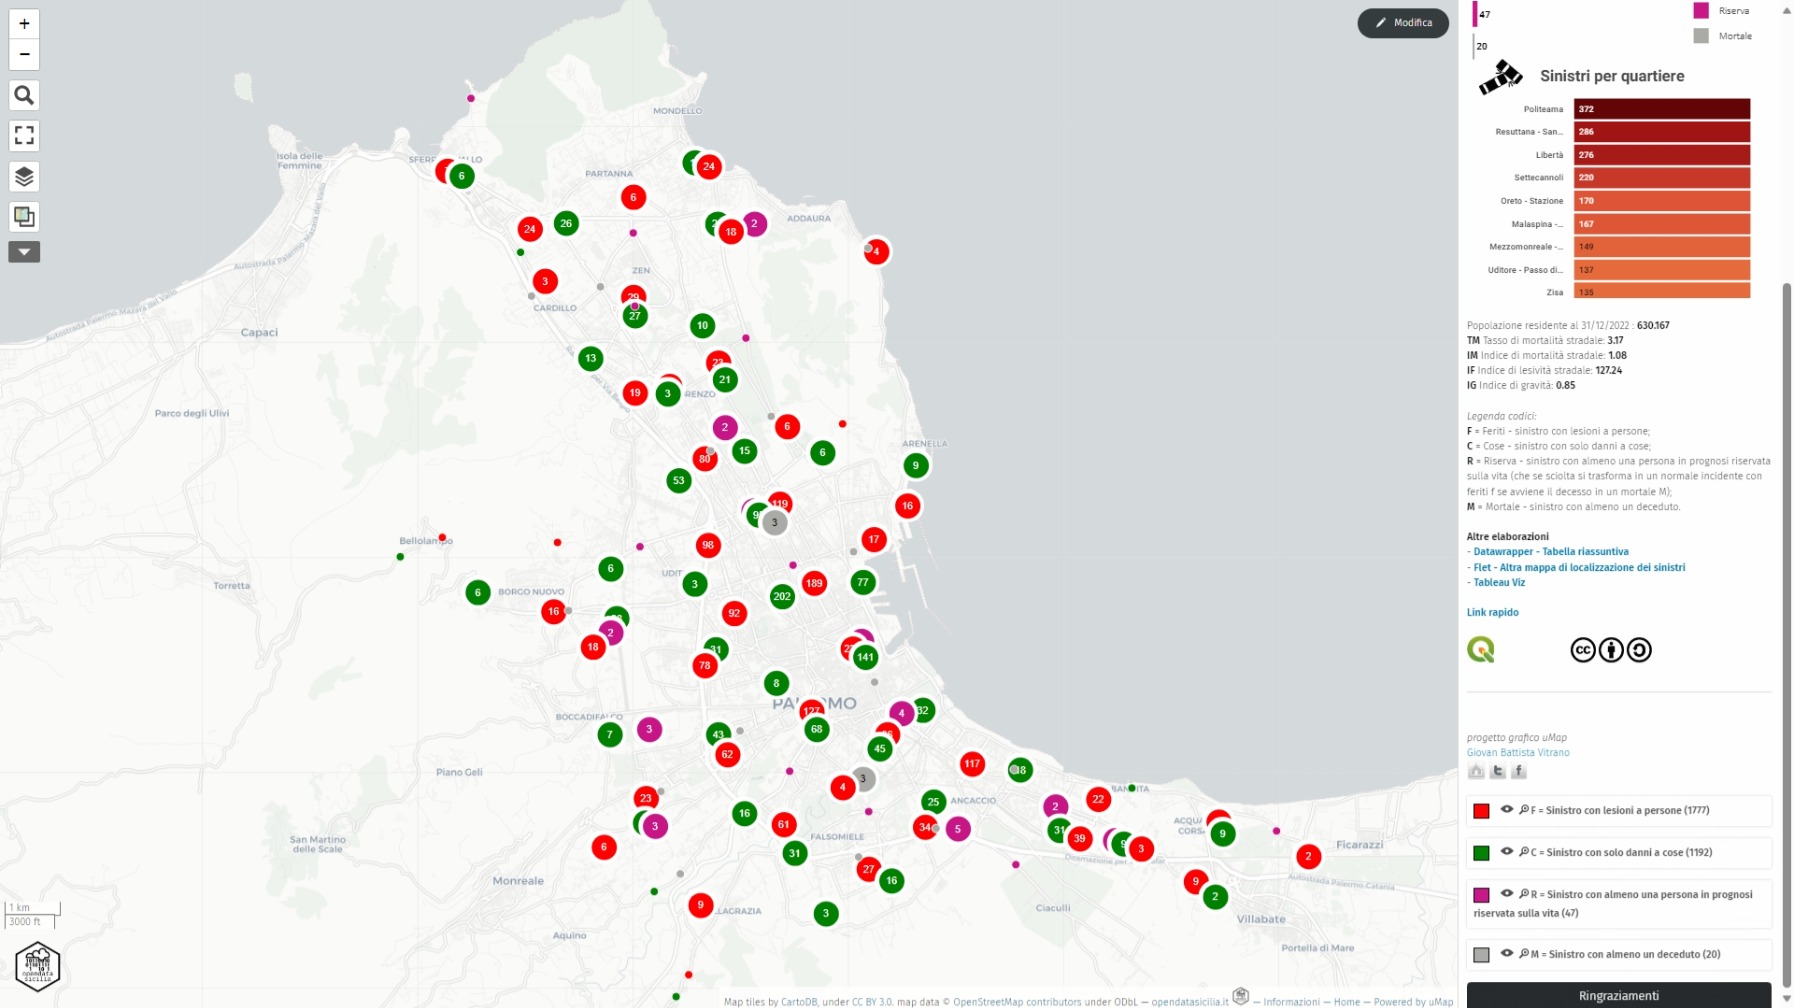 +
−
Modifica
MONDELLO
Isola delle
Femmine
PARTANNA
ADDAURA
Autostrada Palermo Mazara del Vallo
ZEN
CARDILLO
Capaci
Parco degli Ulivi
ARENELLA
Bellolampo
Torretta
BORGO NUOVO
BOCCADIFALCO
Piano Geli
San Martino
delle Scale
FALSOMIELE
Monreale
Aquino
Ciaculli
Ficarazzi
Autostrada Palermo-Catania
Villabate
Portella di Mare
6
24
6
24
26
18
2
4
3
29
27
10
13
21
19
3
2
6
15
6
80
9
53
119
3
16
17
98
6
3
189
77
202
6
16
92
2
18
31
78
141
8
127
4
32
7
3
43
68
45
62
117
3
4
23
22
25
2
16
3
61
34
5
31
39
9
3
9
6
31
2
27
16
9
2
9
3
1 km
3000 ft
opendata
sicilia
Map tiles by CartoDB, under CC BY 3.0. map data © OpenStreetMap contributors under ODbL — opendatasicilia.it — Informazioni — Home — Powered by uMap
47
Riserva
20
Mortale
Sinistri per quartiere
Politeama 372
Resuttana - San... 286
Libertà 276
Settecannoli 220
Oreto - Stazione 170
Malaspina -... 167
Mezzomonreale -... 149
Uditore - Passo di... 137
Zisa 135
Popolazione residente al 31/12/2022 : 630.167
TM Tasso di mortalità stradale: 3.17
IM Indice di mortalità stradale: 1.08
IF Indice di lesività stradale: 127.24
IG Indice di gravità: 0.85
Legenda codici:
F = Feriti - sinistro con lesioni a persone;
C = Cose - sinistro con solo danni a cose;
R = Riserva - sinistro con almeno una persona in prognosi riservata
sulla vita (che se sciolta si trasforma in un normale incidente con
feriti f se avviene il decesso in un mortale M);
M = Mortale - sinistro con almeno un deceduto.
Altre elaborazioni
- Datawrapper - Tabella riassuntiva
- Flet - Altra mappa di localizzazione dei sinistri
- Tableau Viz
Link rapido
cc
progetto grafico uMap
Giovan Battista Vitrano
F = Sinistro con lesioni a persone (1777)
C = Sinistro con solo danni a cose (1192)
R = Sinistro con almeno una persona in prognosi
riservata sulla vita (47)
M = Sinistro con almeno un deceduto (20)
Ringraziamenti